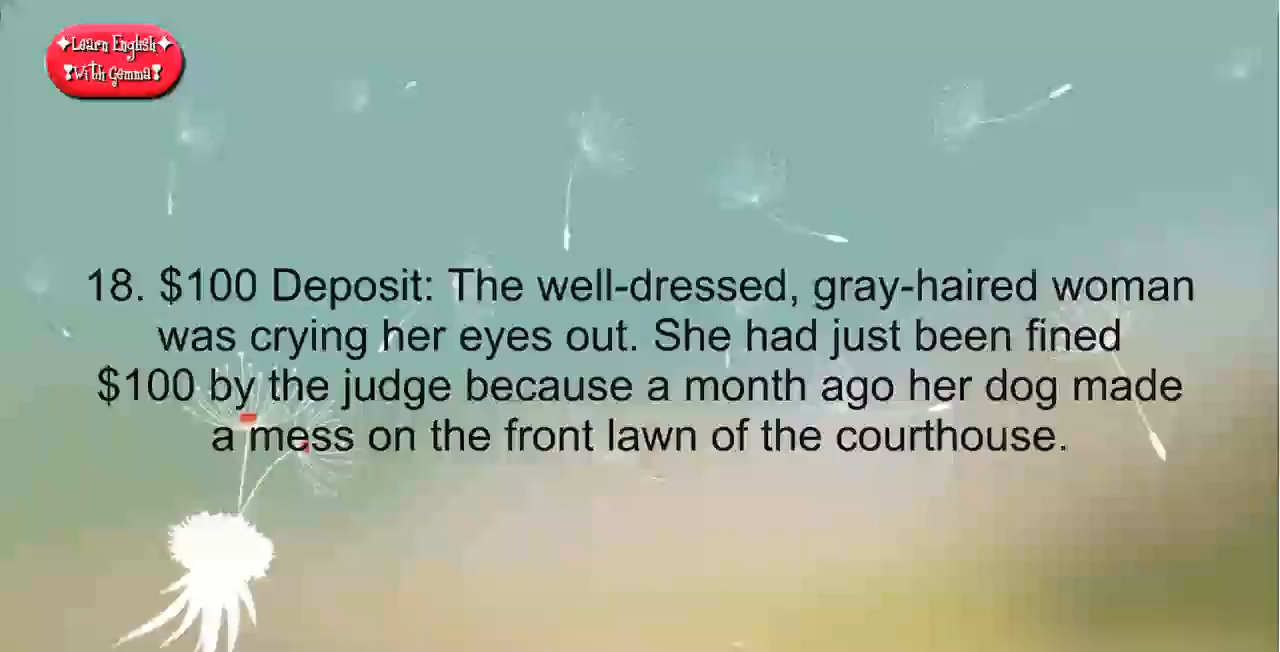 Learn English
With Gemma
18. $100 Deposit: The well-dressed, gray-haired woman
was crying her eyes out. She had just been fined
$100 by the judge because a month ago her dog made
a mess on the front lawn of the courthouse.